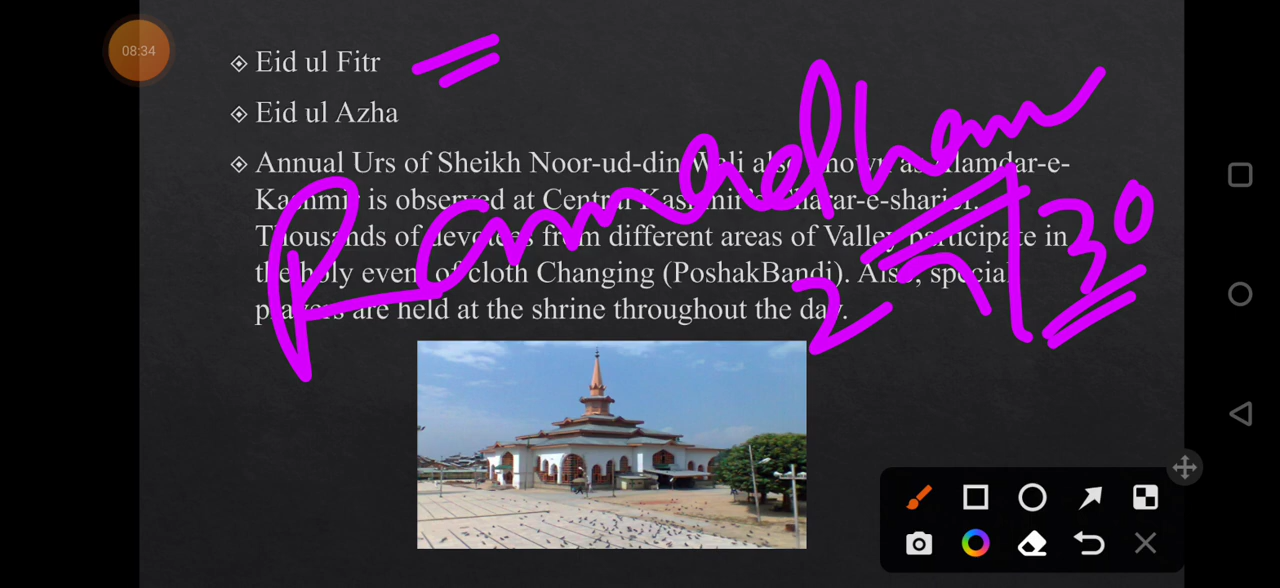 08:34
Eid ul Fitr
Eid ul Azha
Annual Urs of Sheikh Noor-ud-din Wali also known as Alamdar-e-
Kashmir is observed at Central Kashmir's Charar-e-sharief.
Thousands of devotees from different areas of Valley participate in
the holy event of cloth Changing (PoshakBandi). Also, special
prayers are held at the shrine throughout the day.
Ramadham
29 30